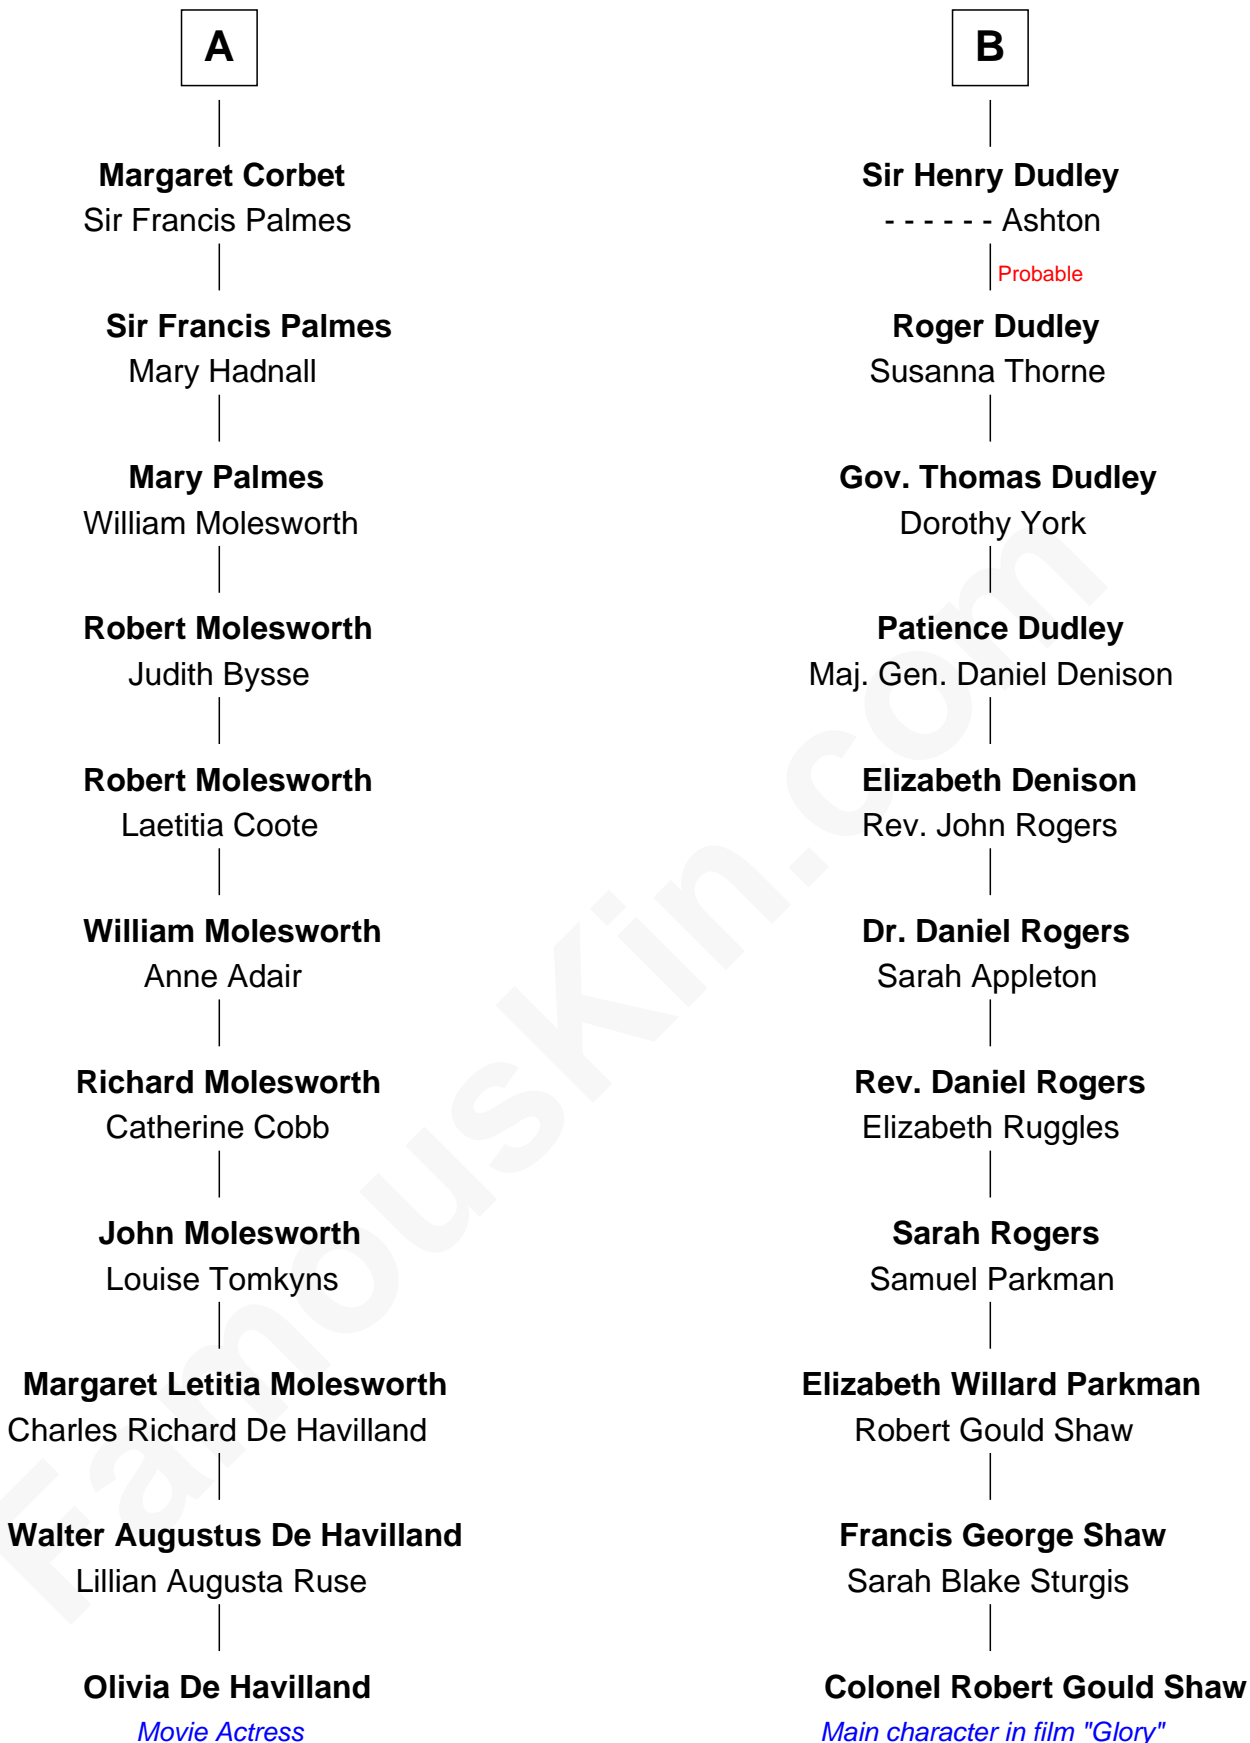 A
Margaret Corbet
Sir Francis Palmes
Sir Francis Palmes
Mary Hadnall
Mary Palmes
William Molesworth
Robert Molesworth
Judith Bysse
Robert Molesworth
Laetitia Coote
William Molesworth
Anne Adair
Richard Molesworth
Catherine Cobb
John Molesworth
Louise Tomkyns
Margaret Letitia Molesworth
Charles Richard De Havilland
Walter Augustus De Havilland
Lillian Augusta Ruse
Olivia De Havilland
Movie Actress
B
Sir Henry Dudley
- - - - - - Ashton
Probable
Roger Dudley
Susanna Thorne
Gov. Thomas Dudley
Dorothy York
Patience Dudley
Maj. Gen. Daniel Denison
Elizabeth Denison
Rev. John Rogers
Dr. Daniel Rogers
Sarah Appleton
Rev. Daniel Rogers
Elizabeth Ruggles
Sarah Rogers
Samuel Parkman
Elizabeth Willard Parkman
Robert Gould Shaw
Francis George Shaw
Sarah Blake Sturgis
Colonel Robert Gould Shaw
Main character in film "Glory"
FamousKin.com